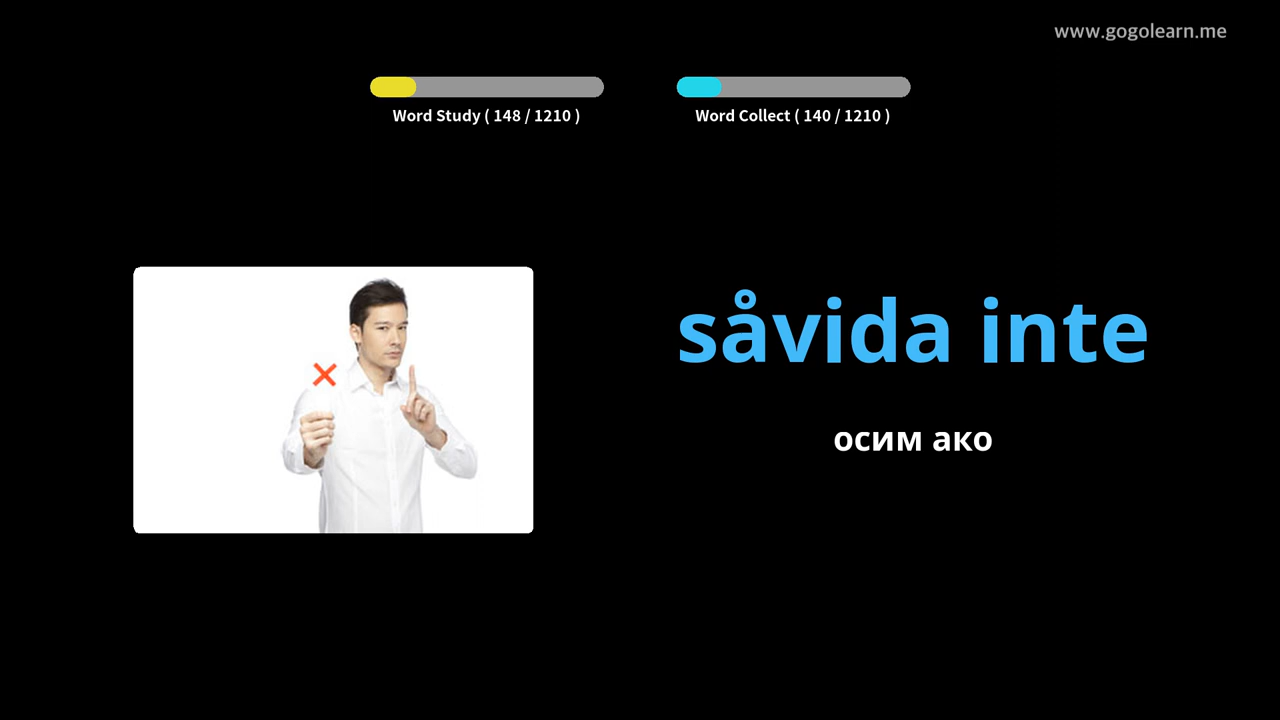 www.gogolearn.me
Word Study ( 148 / 1210 )
Word Collect ( 140 / 1210 )
såvida inte
осим ако